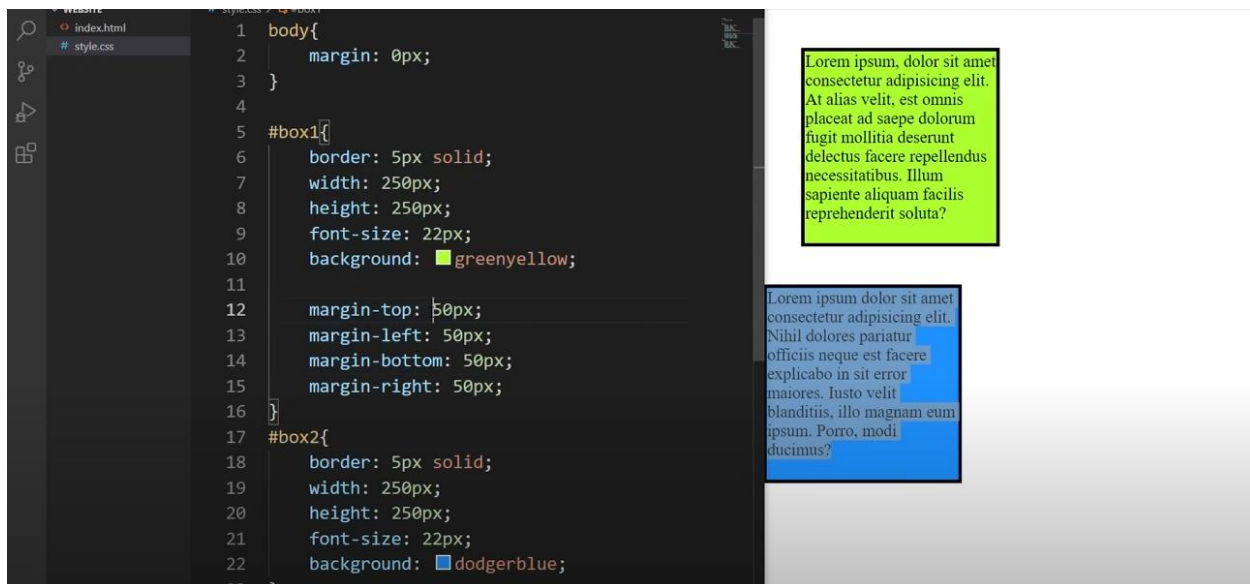 WEBSITE
index.html
style.css
style.css > #box1
1 body{
2 margin: 0px;
3 }
4
5 #box1{
6 border: 5px solid;
7 width: 250px;
8 height: 250px;
9 font-size: 22px;
10 background: greenyellow;
11
12 margin-top: 50px;
13 margin-left: 50px;
14 margin-bottom: 50px;
15 margin-right: 50px;
16 }
17 #box2{
18 border: 5px solid;
19 width: 250px;
20 height: 250px;
21 font-size: 22px;
22 background: dodgerblue;
Lorem ipsum, dolor sit amet
consectetur adipisicing elit.
At alias velit, est omnis
placeat ad saepe dolorum
fugit mollitia deserunt
delectus facere repellendus
necessitatibus. Illum
sapiente aliquam facilis
reprehenderit soluta?
Lorem ipsum dolor sit amet
consectetur adipisicing elit.
Nihil dolores pariatur
officiis neque est facere
explicabo in sit error
maiores. Iusto velit
blanditiis, illo magnam eum
ipsum. Porro, modi
ducimus?